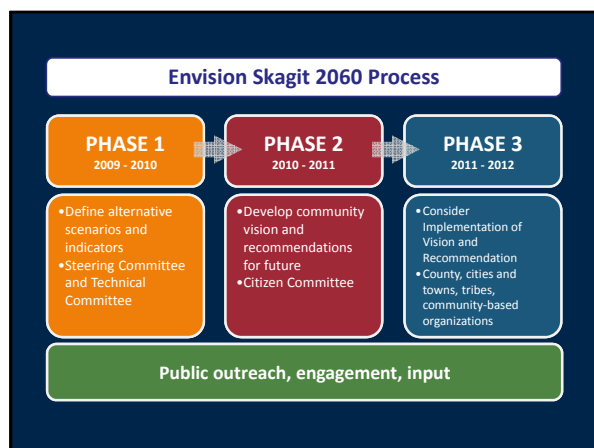 Envision Skagit 2060 Process
PHASE 1
2009 - 2010
PHASE 2
2010 - 2011
PHASE 3
2011 - 2012
•Define alternative
scenarios and
indicators
•Steering Committee
and Technical
Committee
•Develop community
vision and
recommendations
for future
•Citizen Committee
•Consider
Implementation of
Vision and
Recommendation
•County, cities and
towns, tribes,
community-based
organizations
Public outreach, engagement, input